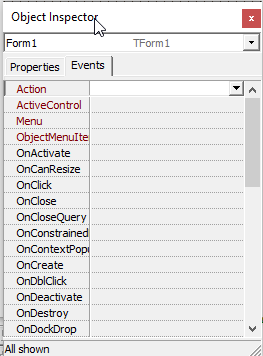 Object Inspector
Form1 TForm1
Properties Events
Action
ActiveControl
Menu
ObjectMenuIte
OnActivate
OnCanResize
OnClick
OnClose
OnCloseQuery
OnConstrained
OnContextPopu
OnCreate
OnDblClick
OnDeactivate
OnDestroy
OnDockDrop
All shown